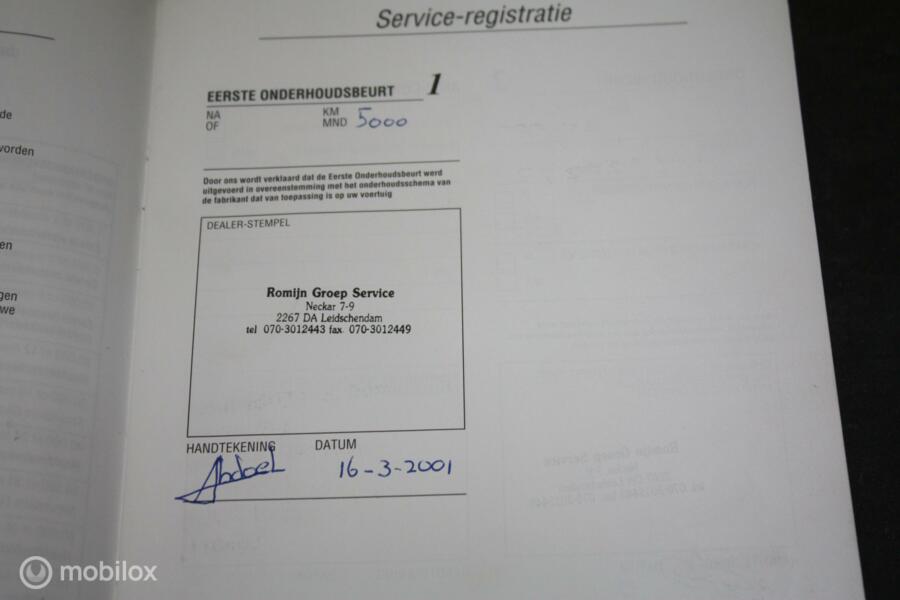 Service-registratie
EERSTE ONDERHOUDSBEURT 1
NA KM
OF MND 5000
Door ons wordt verklaard dat de Eerste Onderhoudsbeurt werd
uitgevoerd in overeenstemming met het onderhoudsschema van
de fabrikant dat van toepassing is op uw voertuig
DEALER-STEMPEL
Romijn Groep Service
Neckar 7-9
2267 DA Leidschendam
tel 070-3012443 fax 070-3012449
HANDTEKENING DATUM
16-3-2001
de
worden
en
gen
we
mobilox